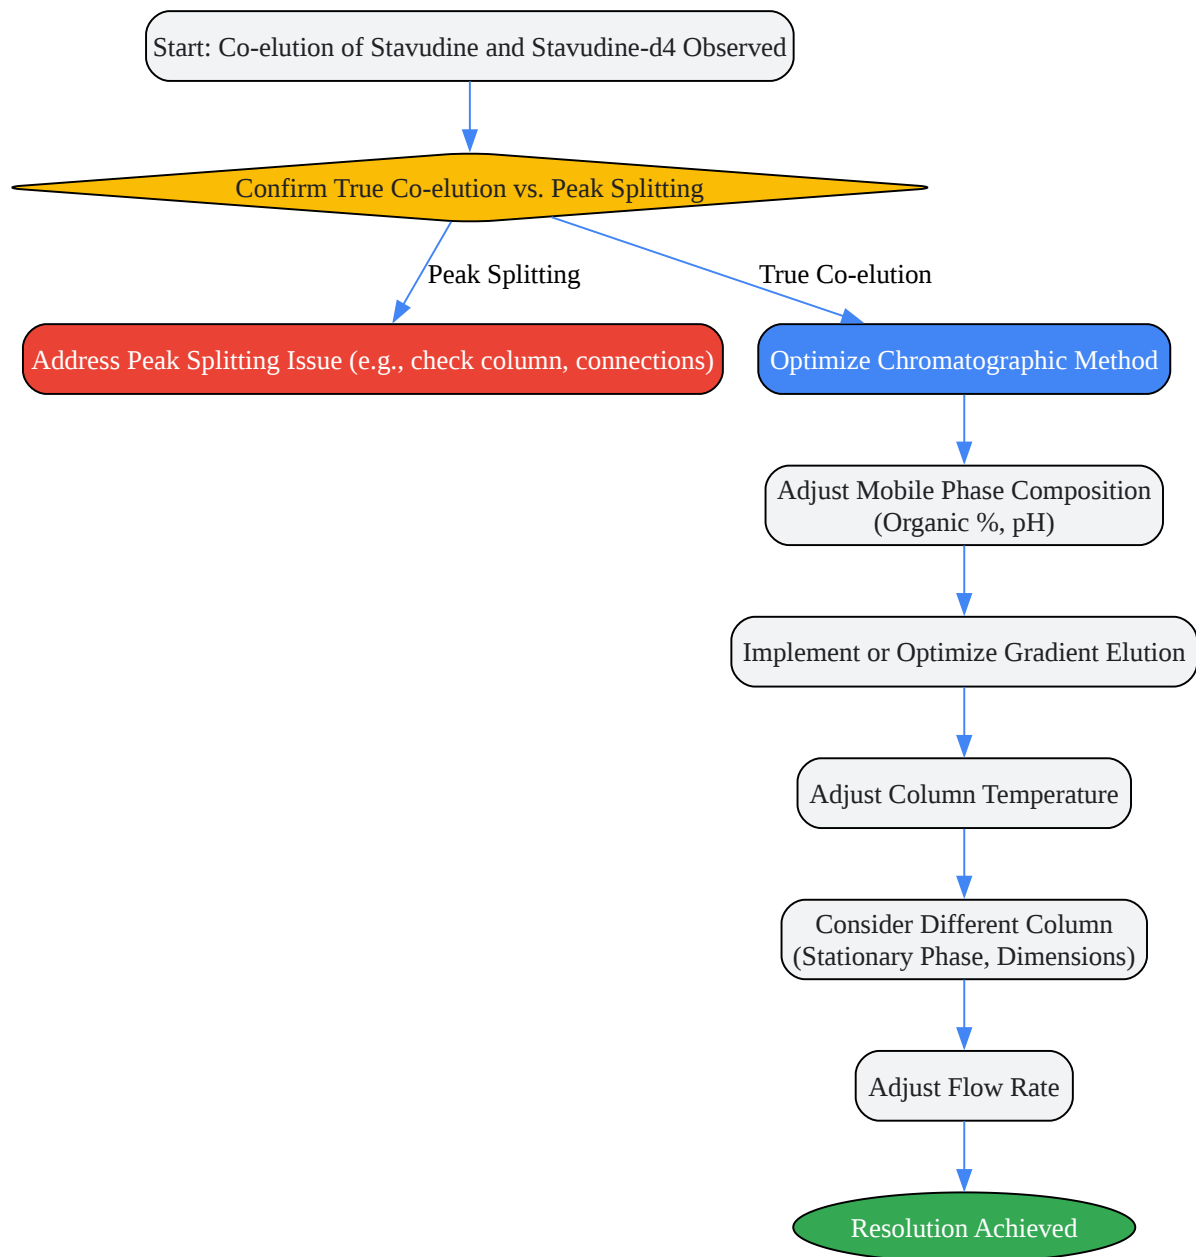 Start: Co-elution of Stavudine and Stavudine-d4 Observed
Confirm True Co-elution vs. Peak Splitting
Peak Splitting
True Co-elution
Address Peak Splitting Issue (e.g., check column, connections)
Optimize Chromatographic Method
Adjust Mobile Phase Composition
(Organic %, pH)
Implement or Optimize Gradient Elution
Adjust Column Temperature
Consider Different Column
(Stationary Phase, Dimensions)
Adjust Flow Rate
Resolution Achieved